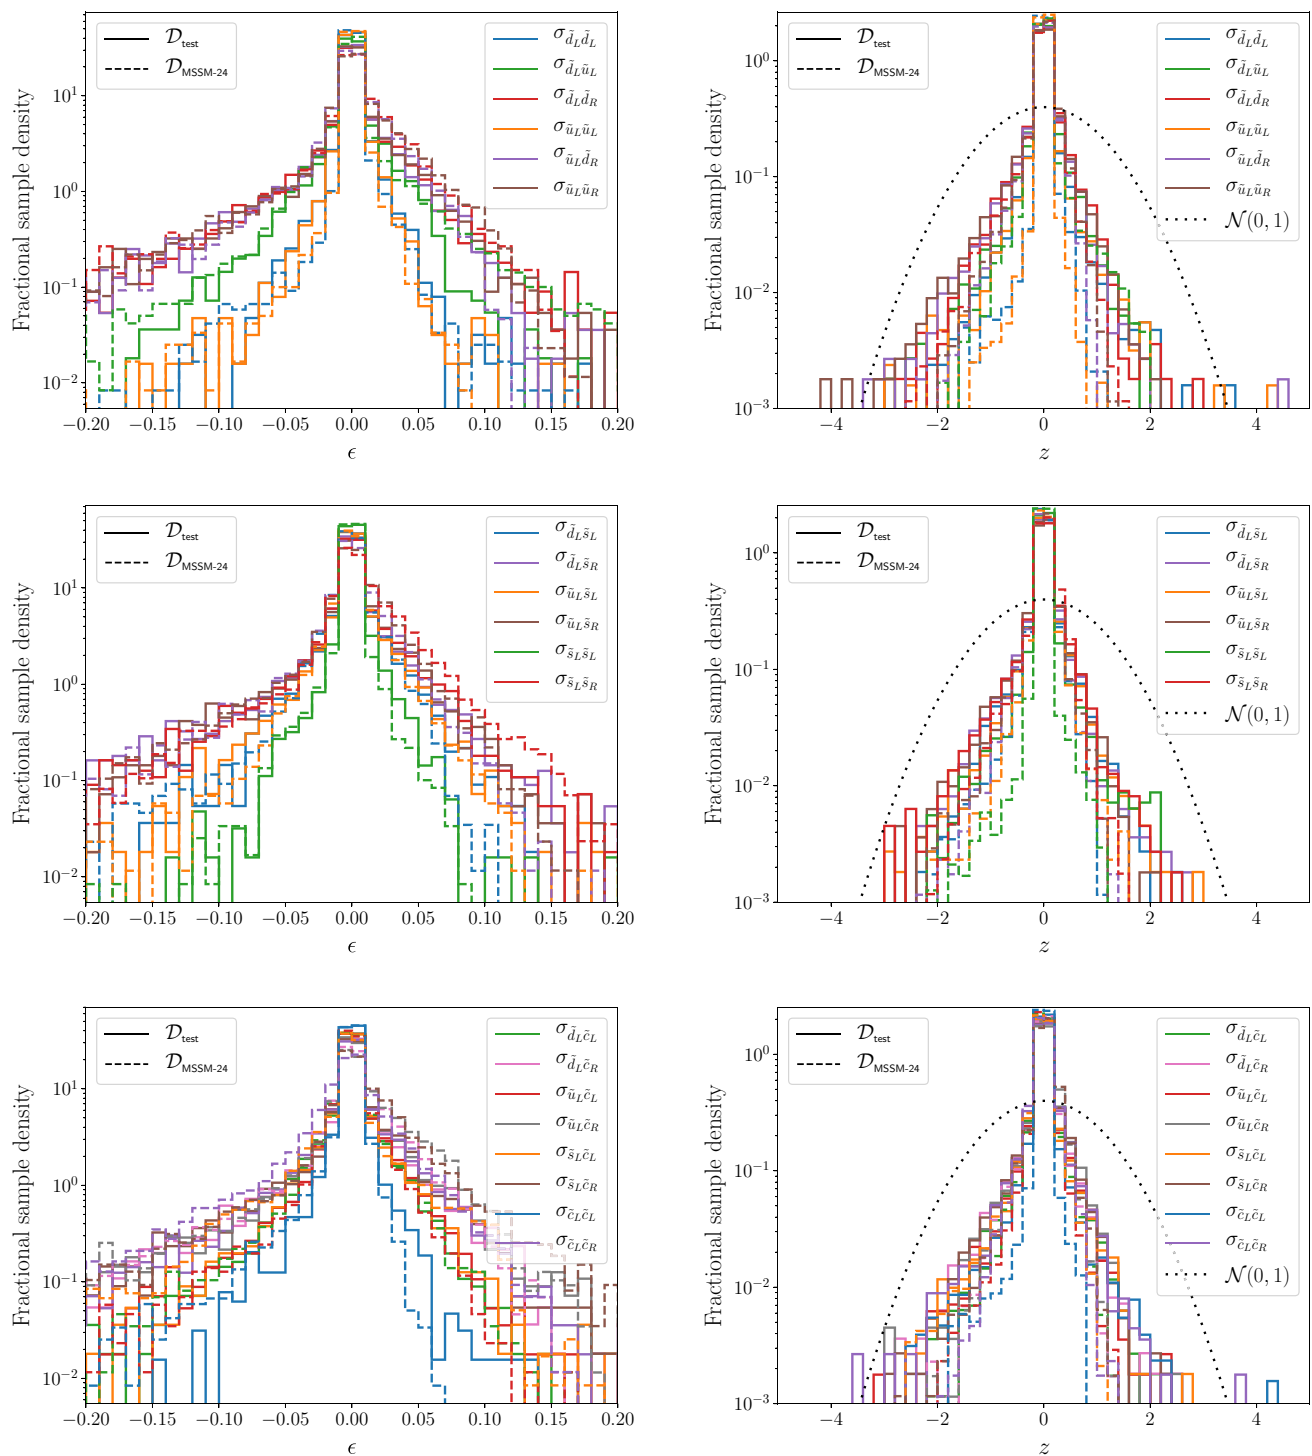 D_test
D_MSSM-24
σ_{d̃_L d̃_L}
σ_{d̃_L ũ_L}
σ_{d̃_L d̃_R}
σ_{ũ_L ũ_L}
σ_{ũ_L d̃_R}
σ_{ũ_L ũ_R}
Fractional sample density
10^1
10^0
10^{−1}
10^{−2}
−0.20 −0.15 −0.10 −0.05 0.00 0.05 0.10 0.15 0.20
ϵ
D_test
D_MSSM-24
σ_{d̃_L d̃_L}
σ_{d̃_L ũ_L}
σ_{d̃_L d̃_R}
σ_{ũ_L ũ_L}
σ_{ũ_L d̃_R}
σ_{ũ_L ũ_R}
N(0, 1)
Fractional sample density
10^0
10^{−1}
10^{−2}
10^{−3}
−4 −2 0 2 4
z
D_test
D_MSSM-24
σ_{d̃_L s̃_L}
σ_{d̃_L s̃_R}
σ_{ũ_L s̃_L}
σ_{ũ_L s̃_R}
σ_{s̃_L s̃_L}
σ_{s̃_L s̃_R}
Fractional sample density
10^1
10^0
10^{−1}
10^{−2}
−0.20 −0.15 −0.10 −0.05 0.00 0.05 0.10 0.15 0.20
ϵ
D_test
D_MSSM-24
σ_{d̃_L s̃_L}
σ_{d̃_L s̃_R}
σ_{ũ_L s̃_L}
σ_{ũ_L s̃_R}
σ_{s̃_L s̃_L}
σ_{s̃_L s̃_R}
N(0, 1)
Fractional sample density
10^0
10^{−1}
10^{−2}
10^{−3}
−4 −2 0 2 4
z
D_test
D_MSSM-24
σ_{d̃_L c̃_L}
σ_{d̃_L c̃_R}
σ_{ũ_L c̃_L}
σ_{ũ_L c̃_R}
σ_{s̃_L c̃_L}
σ_{s̃_L c̃_R}
σ_{c̃_L c̃_L}
σ_{c̃_L c̃_R}
Fractional sample density
10^1
10^0
10^{−1}
10^{−2}
−0.20 −0.15 −0.10 −0.05 0.00 0.05 0.10 0.15 0.20
ϵ
D_test
D_MSSM-24
σ_{d̃_L c̃_L}
σ_{d̃_L c̃_R}
σ_{ũ_L c̃_L}
σ_{ũ_L c̃_R}
σ_{s̃_L c̃_L}
σ_{s̃_L c̃_R}
σ_{c̃_L c̃_L}
σ_{c̃_L c̃_R}
N(0, 1)
Fractional sample density
10^0
10^{−1}
10^{−2}
10^{−3}
−4 −2 0 2 4
z